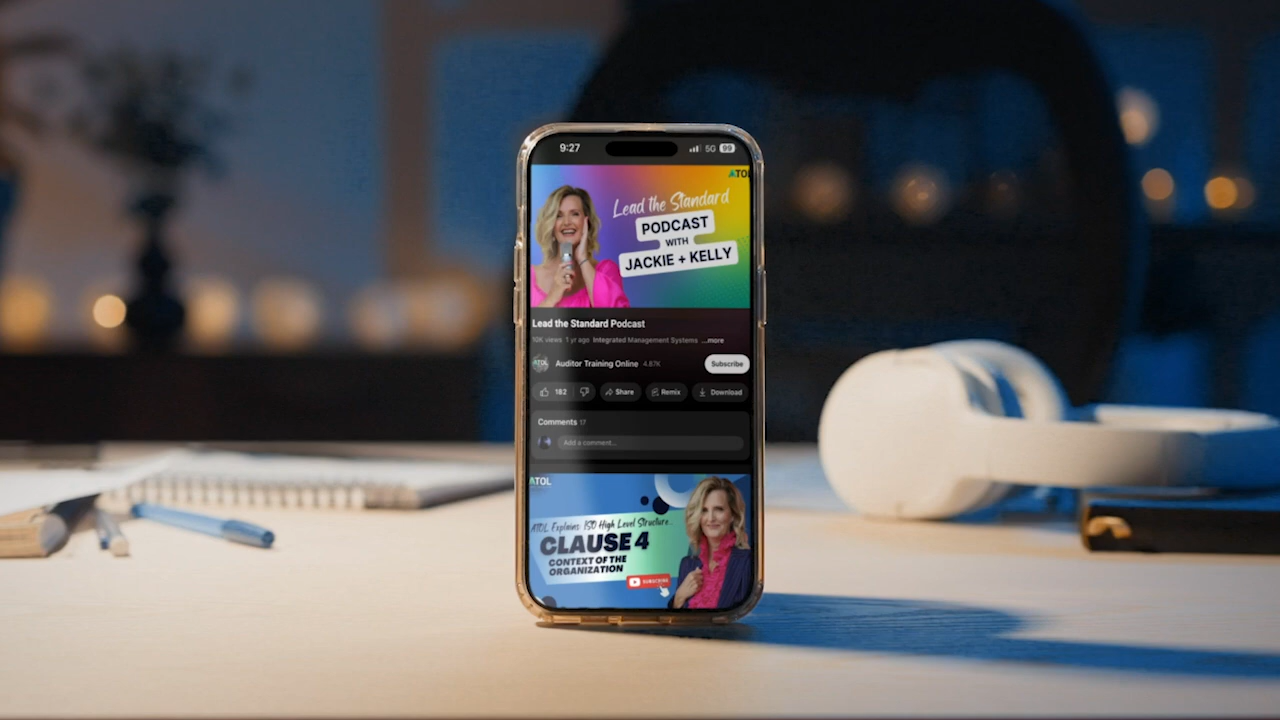 9:27
5G 99
ATOL
Lead the Standard
PODCAST
WITH
JACKIE + KELLY
Lead the Standard Podcast
10K views 1 yr ago Integrated Management Systems ...more
ATOL
Auditor Training Online 4.87K
Subscribe
182
Share
Remix
Download
Comments 17
Add a comment...
ATOL
ATOL Explains: ISO High Level Structure...
CLAUSE 4
CONTEXT OF THE
ORGANIZATION
SUBSCRIBE